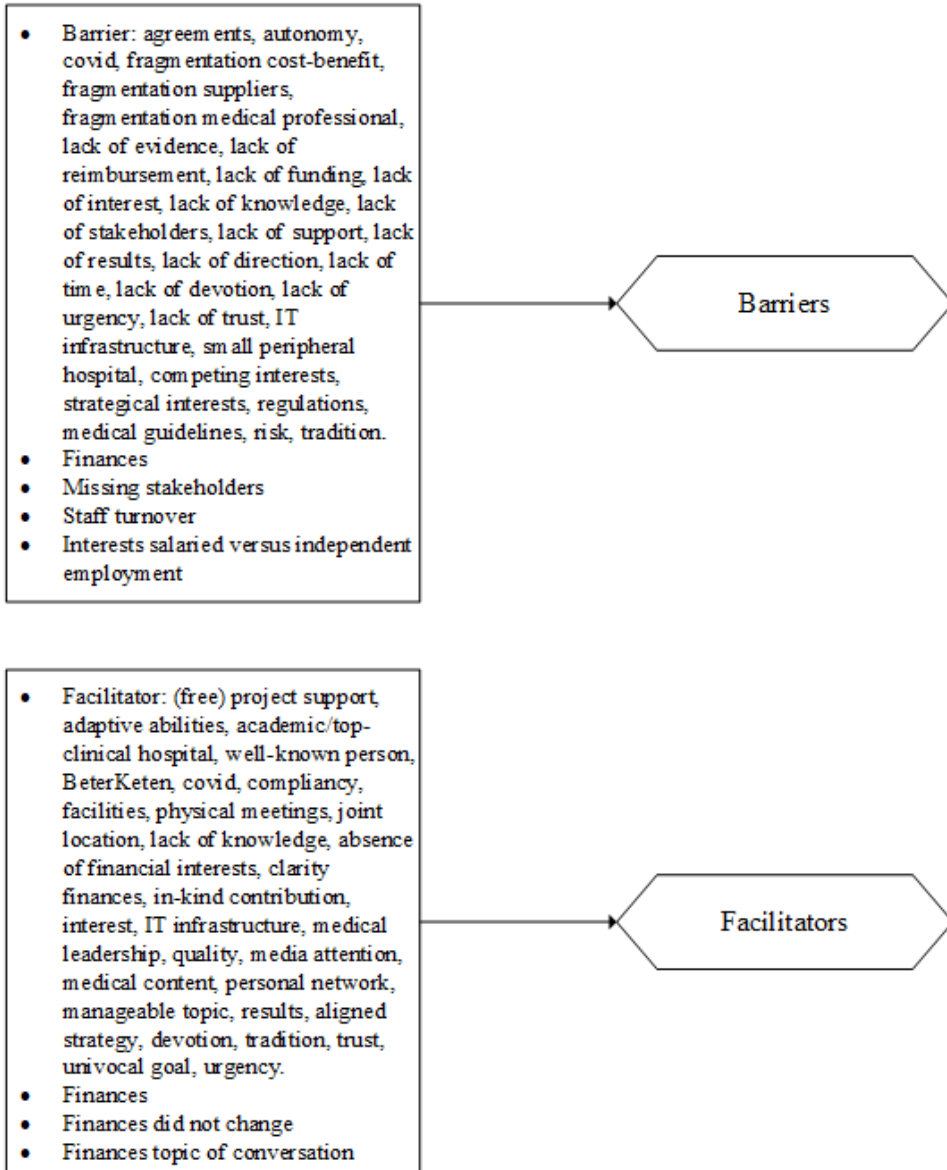 • Barrier: agreements, autonomy,
covid, fragmentation cost-benefit,
fragmentation suppliers,
fragmentation medical professional,
lack of evidence, lack of
reimbursement, lack of funding, lack
of interest, lack of knowledge, lack
of stakeholders, lack of support, lack
of results, lack of direction, lack of
time, lack of devotion, lack of
urgency, lack of trust, IT
infrastructure, small peripheral
hospital, competing interests,
strategical interests, regulations,
medical guidelines, risk, tradition.
• Finances
• Missing stakeholders
• Staff turnover
• Interests salaried versus independent
employment
Barriers
• Facilitator: (free) project support,
adaptive abilities, academic/top-
clinical hospital, well-known person,
BeterKeten, covid, compliancy,
facilities, physical meetings, joint
location, lack of knowledge, absence
of financial interests, clarity
finances, in-kind contribution,
interest, IT infrastructure, medical
leadership, quality, media attention,
medical content, personal network,
manageable topic, results, aligned
strategy, devotion, tradition, trust,
univocal goal, urgency.
• Finances
• Finances did not change
• Finances topic of conversation
Facilitators